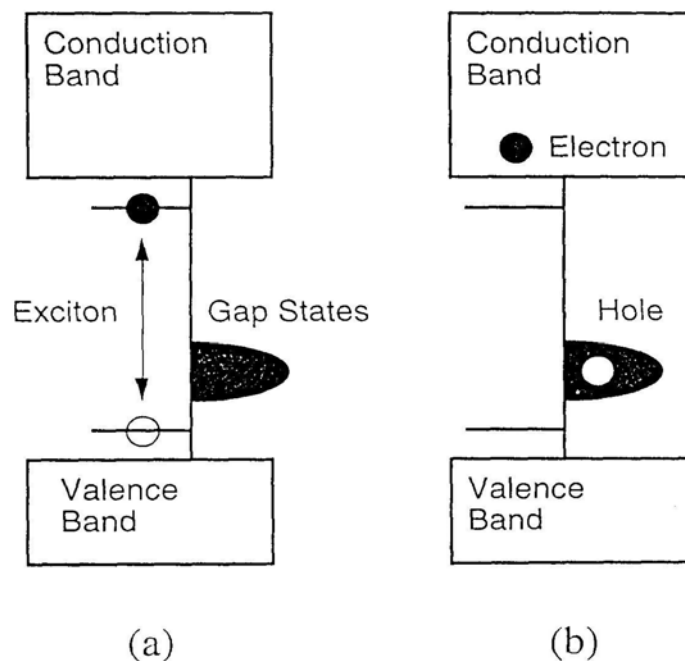 Conduction
Band
Exciton
Gap States
Valence
Band
(a)
Conduction
Band
Electron
Hole
Valence
Band
(b)